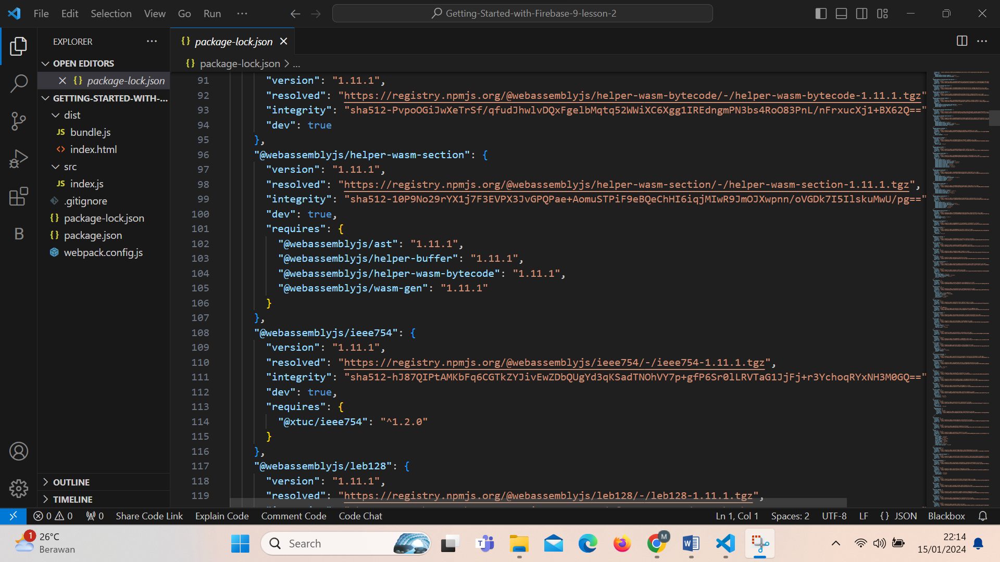 File Edit Selection View Go Run ···
Getting-Started-with-Firebase-9-lesson-2
EXPLORER
OPEN EDITORS
package-lock.json
GETTING-STARTED-WITH-...
dist
JS bundle.js
index.html
src
JS index.js
.gitignore
{} package-lock.json
{} package.json
webpack.config.js
B
OUTLINE
TIMELINE
{} package-lock.json
{} package-lock.json > ...
91 "version": "1.11.1",
92 "resolved": "https://registry.npmjs.org/@webassemblyjs/helper-wasm-bytecode/-/helper-wasm-bytecode-1.11.1.tgz"
93 "integrity": "sha512-PvpoOGiJwXeTrSf/qfudJhwlvDQxFgelbMqtq52WWiXC6Xgg1IREdngmPN3bs4RoO83PnL/nFrxucXj1+BX62Q=="
94 "dev": true
95 },
96 "@webassemblyjs/helper-wasm-section": {
97 "version": "1.11.1",
98 "resolved": "https://registry.npmjs.org/@webassemblyjs/helper-wasm-section/-/helper-wasm-section-1.11.1.tgz",
99 "integrity": "sha512-10P9No29rYX1j7F3EVPX3JvGPQPae+AomuSTPiF9eBQeChHI6iqjMIwR9JmOJXwpnn/oVGDk7I5IlskuMwU/pg=="
100 "dev": true,
101 "requires": {
102 "@webassemblyjs/ast": "1.11.1",
103 "@webassemblyjs/helper-buffer": "1.11.1",
104 "@webassemblyjs/helper-wasm-bytecode": "1.11.1",
105 "@webassemblyjs/wasm-gen": "1.11.1"
106 }
107 },
108 "@webassemblyjs/ieee754": {
109 "version": "1.11.1",
110 "resolved": "https://registry.npmjs.org/@webassemblyjs/ieee754/-/ieee754-1.11.1.tgz",
111 "integrity": "sha512-hJ87QIPtAMKbFq6CGTkZYJivEwZDbQUgYd3qKSadTNOhVY7p+gfP6Sr0lLRVTaG1JjFj+r3YchoqRYxNH3M0GQ=="
112 "dev": true,
113 "requires": {
114 "@xtuc/ieee754": "^1.2.0"
115 }
116 },
117 "@webassemblyjs/leb128": {
118 "version": "1.11.1",
119 "resolved": "https://registry.npmjs.org/@webassemblyjs/leb128/-/leb128-1.11.1.tgz",
0 0 0 Share Code Link Explain Code Comment Code Code Chat
Ln 1, Col 1 Spaces: 2 UTF-8 LF {} JSON Blackbox
1 26°C
Berawan
Search
T
M
W
22:14
15/01/2024